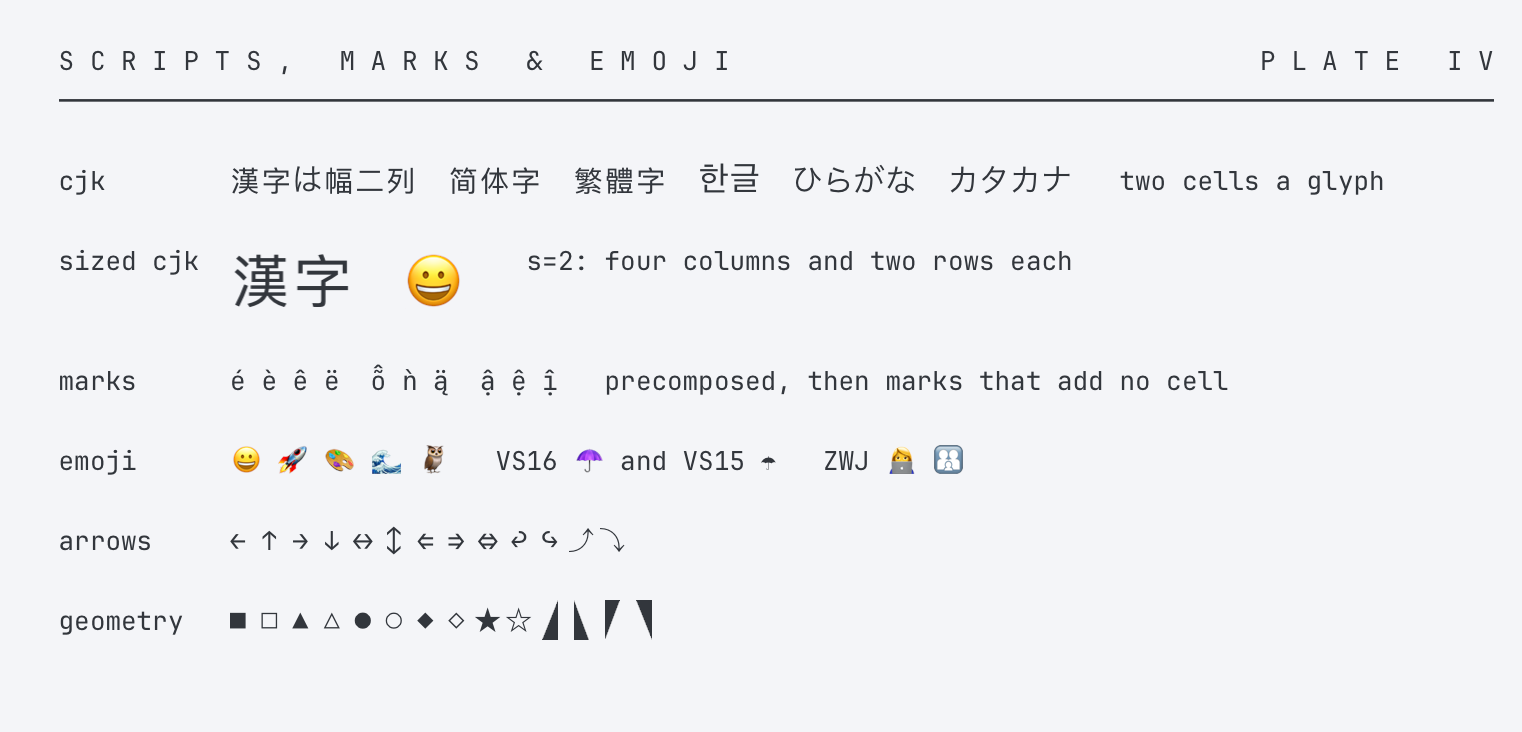 SCRIPTS, MARKS & EMOJI PLATE IV
cjk 漢字は幅二列 简体字 繁體字 한글 ひらがな カタカナ two cells a glyph
sized cjk 漢字 😀 s=2: four columns and two rows each
marks é è ê ë ȭ̂ ǹ ą̈ ậ ệ ị̂ precomposed, then marks that add no cell
emoji 😀 🚀 🎨 🌊 🦉 VS16 ☂️ and VS15 ☂︎ ZWJ 👩‍💻 👨‍👩‍👧‍👦
arrows ← ↑ → ↓ ↔ ↕ ⇐ ⇒ ⇔ ↩ ↪ ⤴ ⤵
geometry ■ □ ▲ △ ● ○ ◆ ◇ ★ ☆ ◢ ◣ ◤ ◥